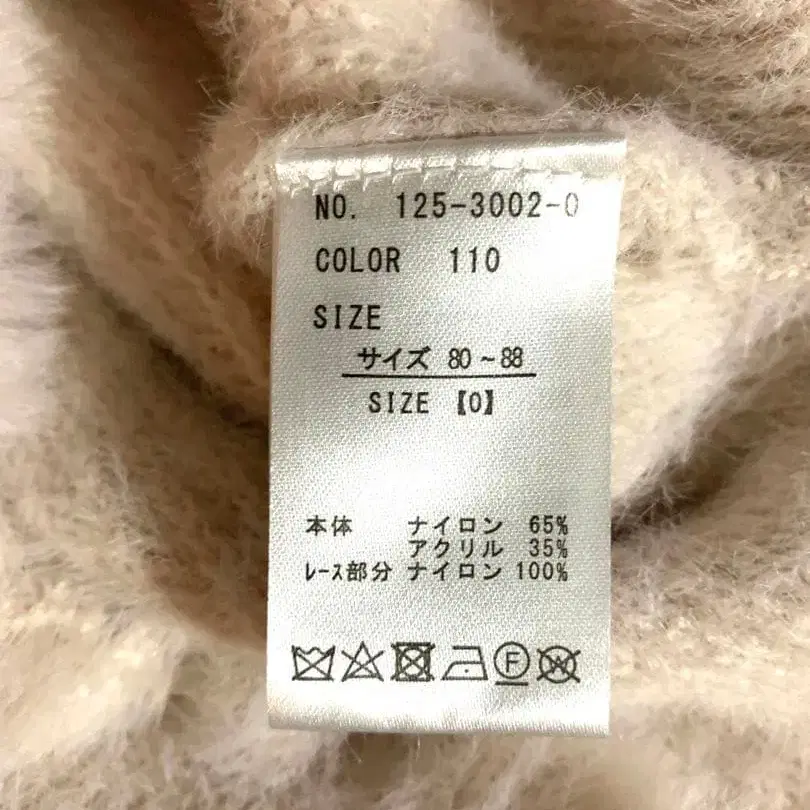 NO. 125-3002-0
COLOR 110
SIZE
サイズ 80～88
SIZE【0】
本体 ナイロン 65%
アクリル 35%
レース部分 ナイロン 100%
F W